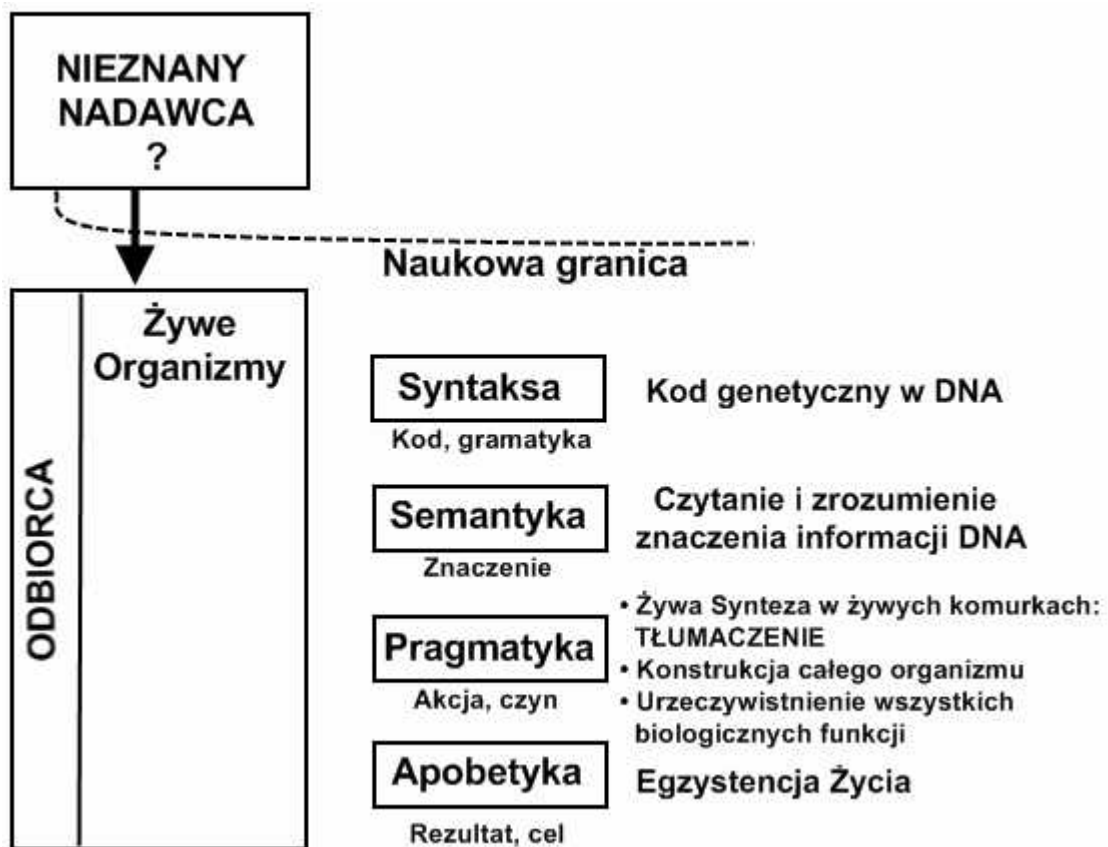 NIEZNANY
NADAWCA
?
Naukowa granica
ODBIORCA
Żywe
Organizmy
Syntaksa
Kod, gramatyka
Kod genetyczny w DNA
Semantyka
Znaczenie
Czytanie i zrozumienie
znaczenia informacji DNA
Pragmatyka
Akcja, czyn
• Żywa Synteza w żywych komurkach:
TŁUMACZENIE
• Konstrukcja całego organizmu
• Urzeczywistnienie wszystkich
biologicznych funkcji
Apobetyka
Rezultat, cel
Egzystencja Życia